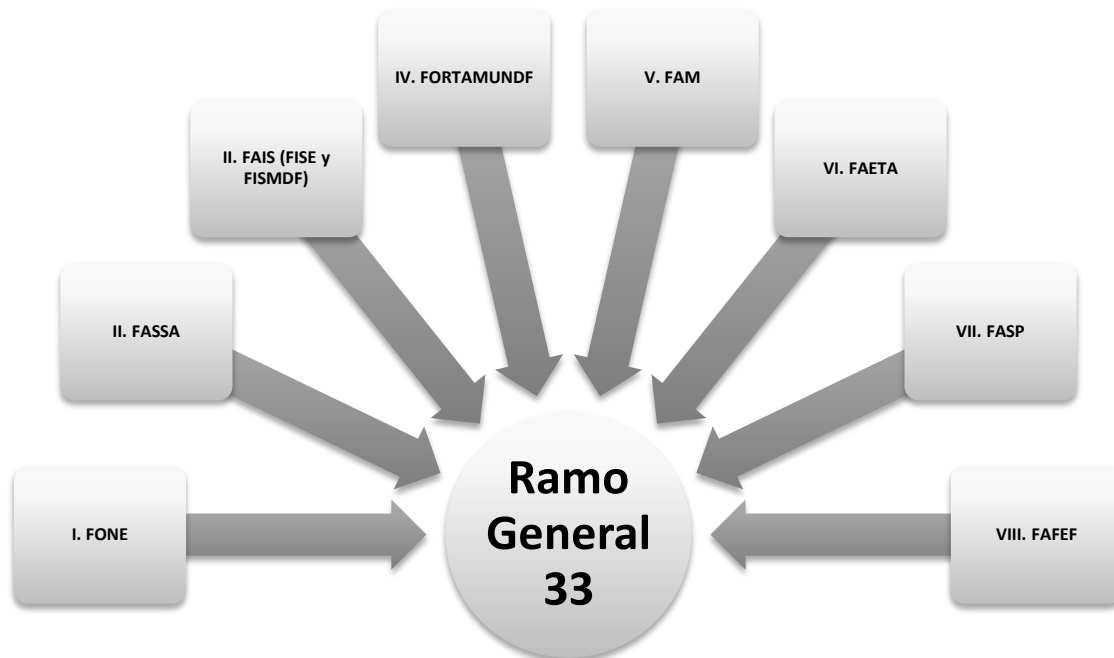 I. FONE
II. FASSA
II. FAIS (FISE y
FISMDF)
IV. FORTAMUNDF
V. FAM
VI. FAETA
VII. FASP
VIII. FAFEF
Ramo
General
33